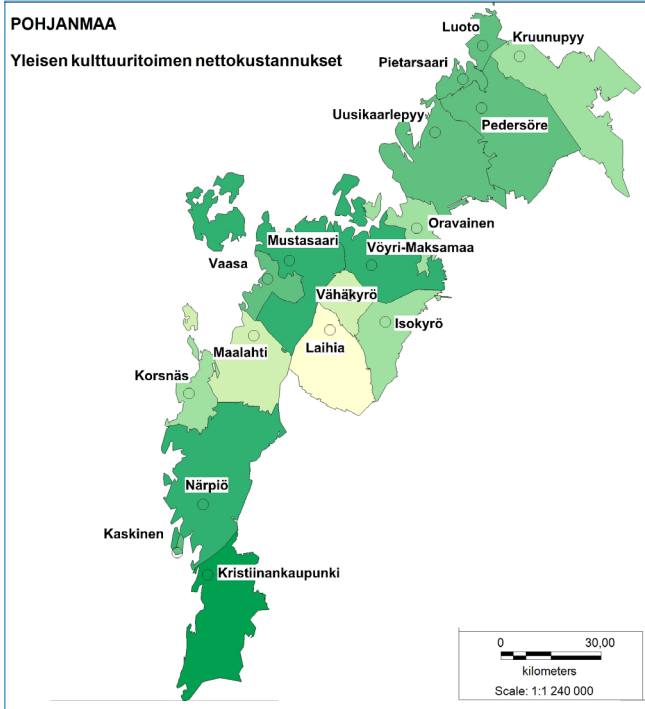 POHJANMAA
Yleisen kulttuuritoimen nettokustannukset
Luoto
Kruunupyy
Pietarsaari
Uusikaarlepyy
Pedersöre
Oravainen
Mustasaari
Vöyri-Maksamaa
Vaasa
Vähäkyrö
Isokyrö
Laihia
Maalahti
Korsnäs
Närpiö
Kaskinen
Kristiinankaupunki
0 30,00
kilometers
Scale: 1:1 240 000